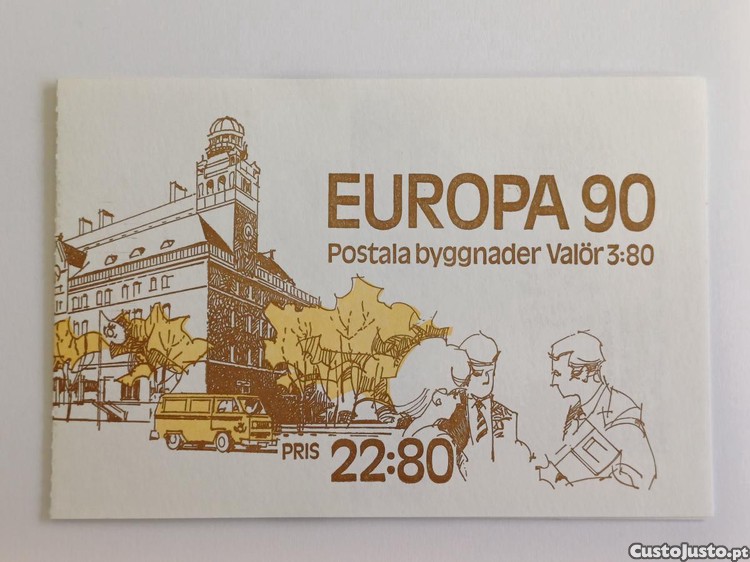 EUROPA 90
Postala byggnader Valör 3:80
PRIS 22:80
CustoJusto.pt